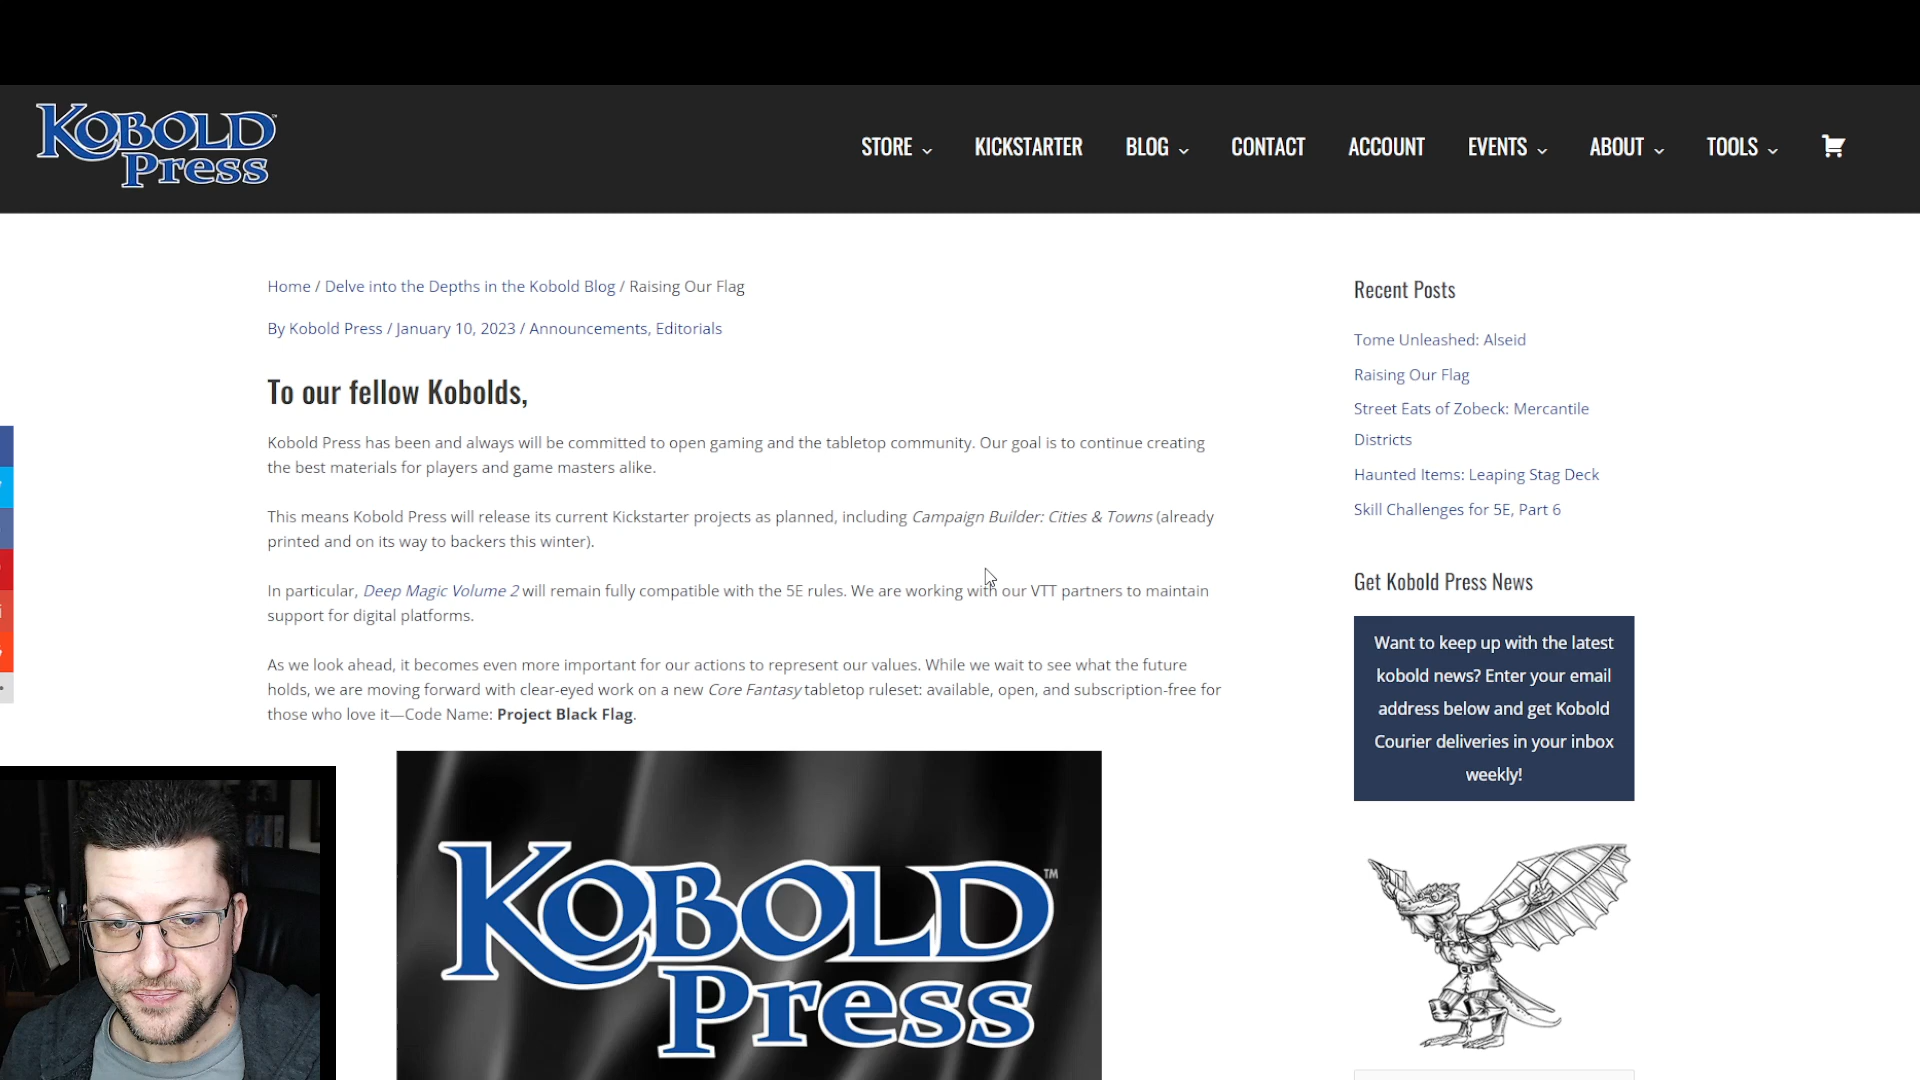 KOBOLD
Press
STORE KICKSTARTER BLOG CONTACT ACCOUNT EVENTS ABOUT TOOLS
Home / Delve into the Depths in the Kobold Blog / Raising Our Flag
By Kobold Press / January 10, 2023 / Announcements, Editorials
To our fellow Kobolds,
Kobold Press has been and always will be committed to open gaming and the tabletop community. Our goal is to continue creating
the best materials for players and game masters alike.
This means Kobold Press will release its current Kickstarter projects as planned, including Campaign Builder: Cities & Towns (already
printed and on its way to backers this winter).
In particular, Deep Magic Volume 2 will remain fully compatible with the 5E rules. We are working with our VTT partners to maintain
support for digital platforms.
As we look ahead, it becomes even more important for our actions to represent our values. While we wait to see what the future
holds, we are moving forward with clear-eyed work on a new Core Fantasy tabletop ruleset: available, open, and subscription-free for
those who love it—Code Name: Project Black Flag.
KOBOLD™
Press
Recent Posts
Tome Unleashed: Alseid
Raising Our Flag
Street Eats of Zobeck: Mercantile
Districts
Haunted Items: Leaping Stag Deck
Skill Challenges for 5E, Part 6
Get Kobold Press News
Want to keep up with the latest
kobold news? Enter your email
address below and get Kobold
Courier deliveries in your inbox
weekly!